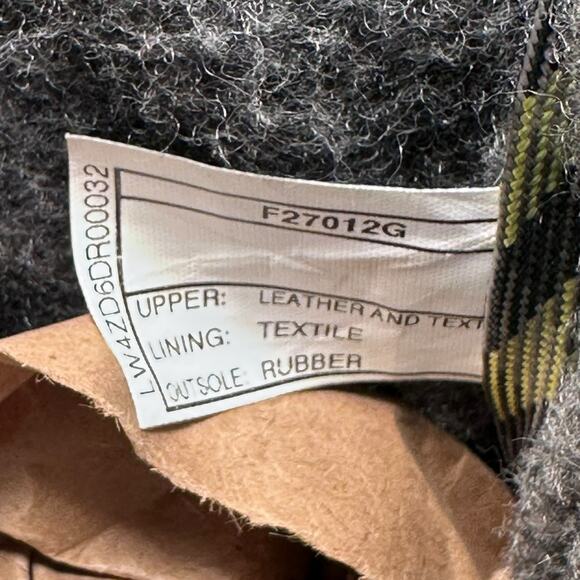 LW4ZD6DR00032
F27012G
UPPER: LEATHER AND TEXT
LINING: TEXTILE
OUTSOLE: RUBBER